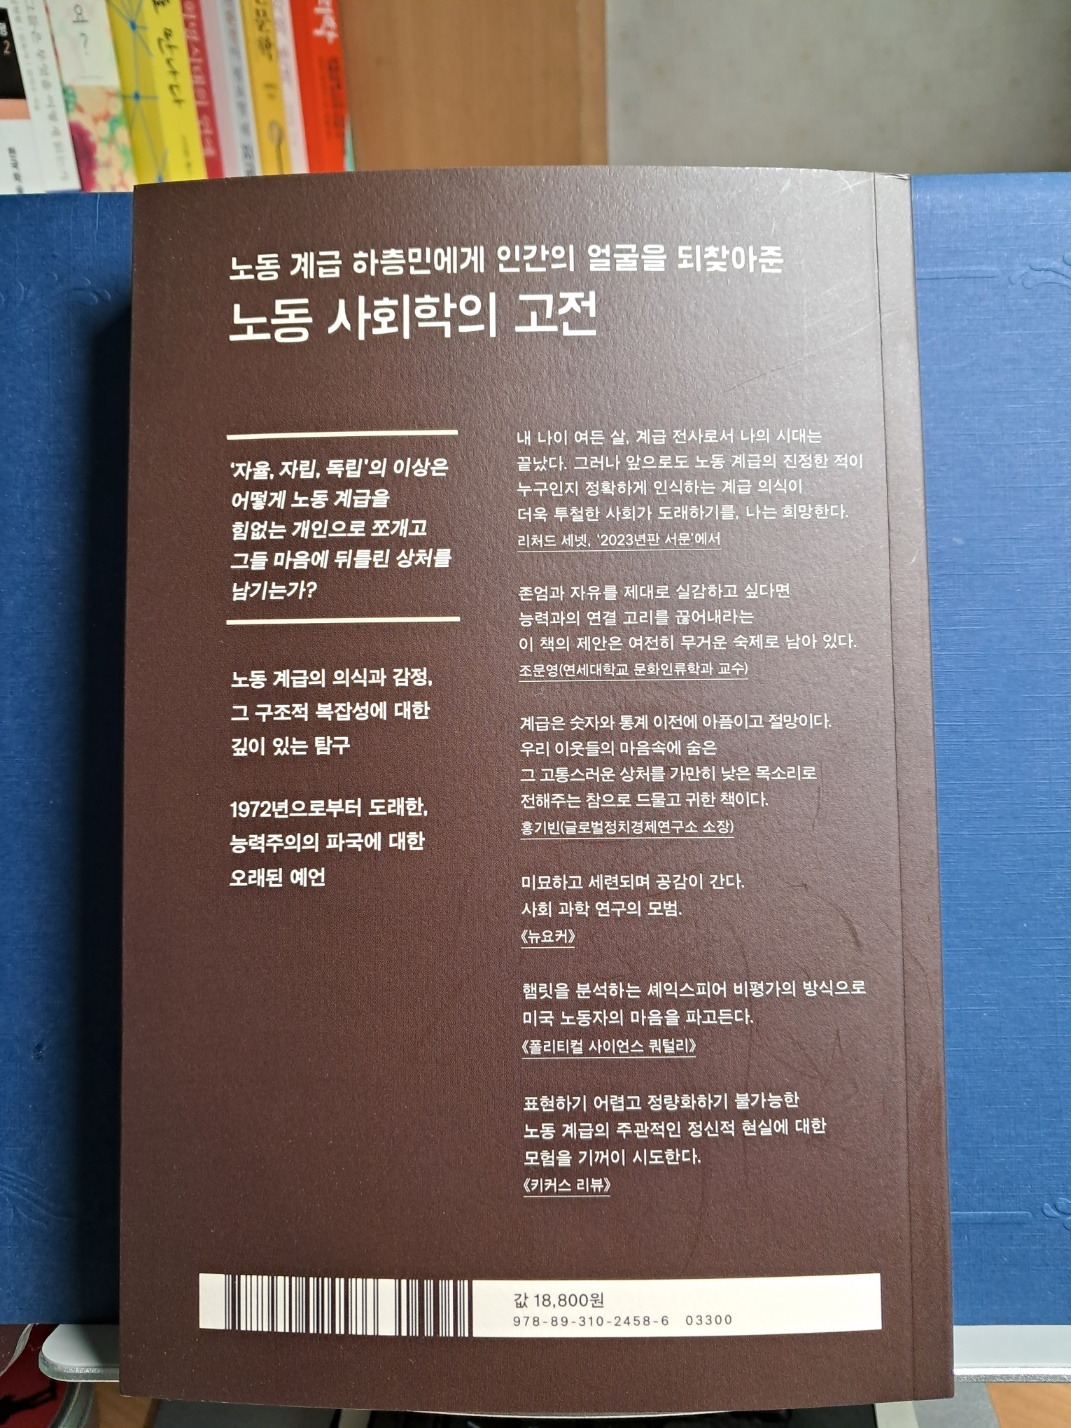 요?
을 만나다
노동 계급 하층민에게 인간의 얼굴을 되찾아준
노동 사회학의 고전
'자율, 자립, 독립'의 이상은
어떻게 노동 계급을
힘없는 개인으로 쪼개고
그들 마음에 뒤틀린 상처를
남기는가?
노동 계급의 의식과 감정,
그 구조적 복잡성에 대한
깊이 있는 탐구
1972년으로부터 도래한,
능력주의의 파국에 대한
오래된 예언
내 나이 여든 살, 계급 전사로서 나의 시대는
끝났다. 그러나 앞으로도 노동 계급의 진정한 적이
누구인지 정확하게 인식하는 계급 의식이
더욱 투철한 사회가 도래하기를, 나는 희망한다.
리처드 세넷, '2023년판 서문'에서
존엄과 자유를 제대로 실감하고 싶다면
능력과의 연결 고리를 끊어내라는
이 책의 제안은 여전히 무거운 숙제로 남아 있다.
조문영(연세대학교 문화인류학과 교수)
계급은 숫자와 통계 이전에 아픔이고 절망이다.
우리 이웃들의 마음속에 숨은
그 고통스러운 상처를 가만히 낮은 목소리로
전해주는 참으로 드물고 귀한 책이다.
홍기빈(글로벌정치경제연구소 소장)
미묘하고 세련되며 공감이 간다.
사회 과학 연구의 모범.
《뉴요커》
햄릿을 분석하는 셰익스피어 비평가의 방식으로
미국 노동자의 마음을 파고든다.
《폴리티컬 사이언스 쿼털리》
표현하기 어렵고 정량화하기 불가능한
노동 계급의 주관적인 정신적 현실에 대한
모험을 기꺼이 시도한다.
《키커스 리뷰》
값 18,800원
978-89-310-2458-6 03300